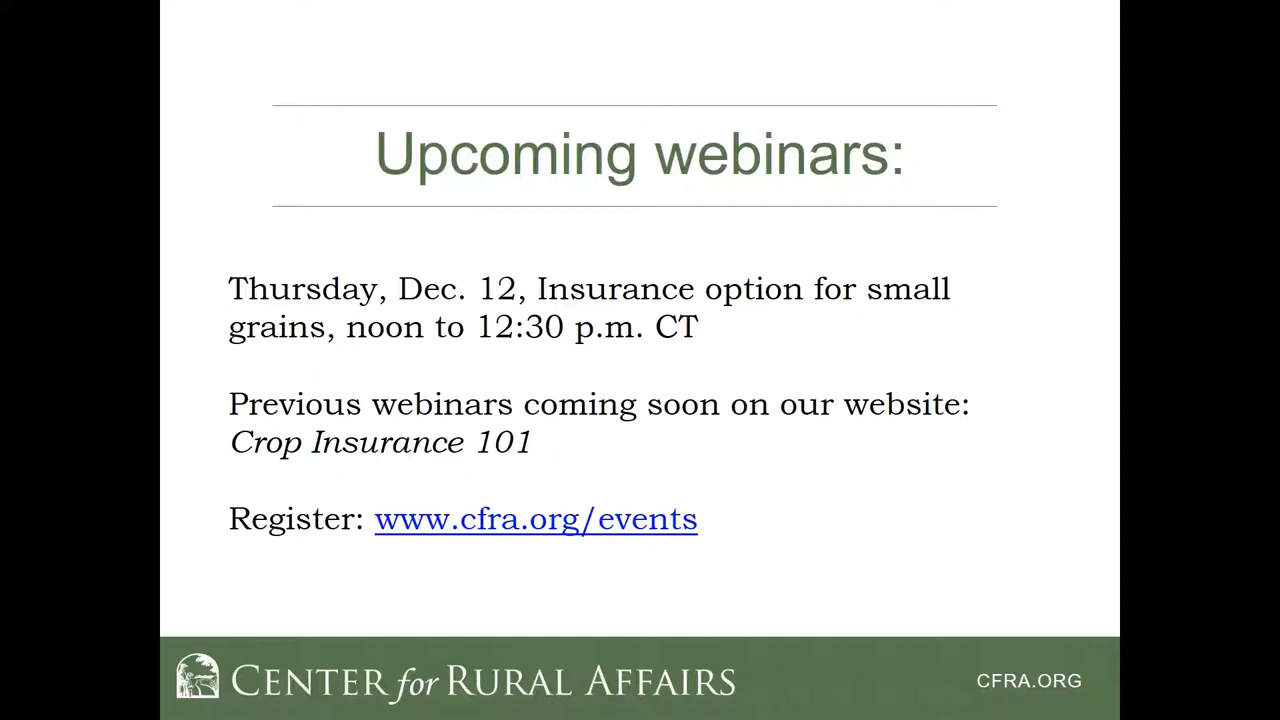 Upcoming webinars:
Thursday, Dec. 12, Insurance option for small
grains, noon to 12:30 p.m. CT
Previous webinars coming soon on our website:
Crop Insurance 101
Register: www.cfra.org/events
CENTER for RURAL AFFAIRS
CFRA.ORG